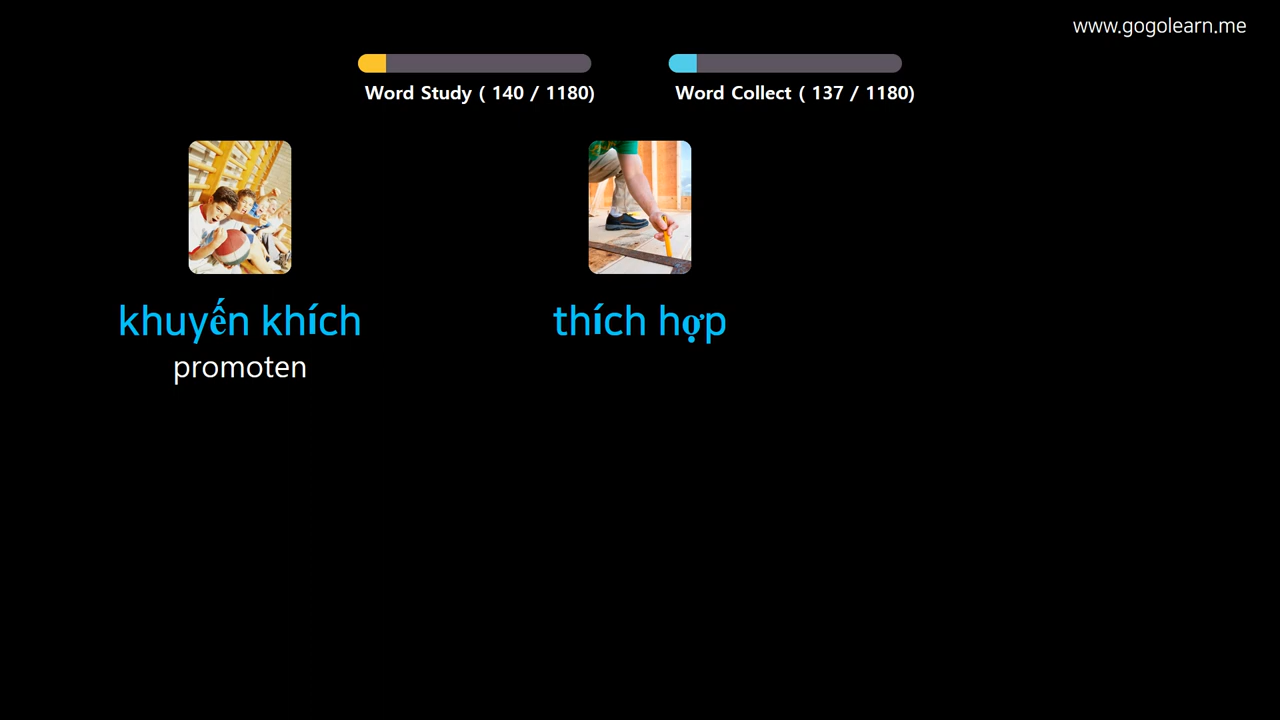 www.gogolearn.me
Word Study ( 140 / 1180)
Word Collect ( 137 / 1180)
khuyến khích
promoten
thích hợp